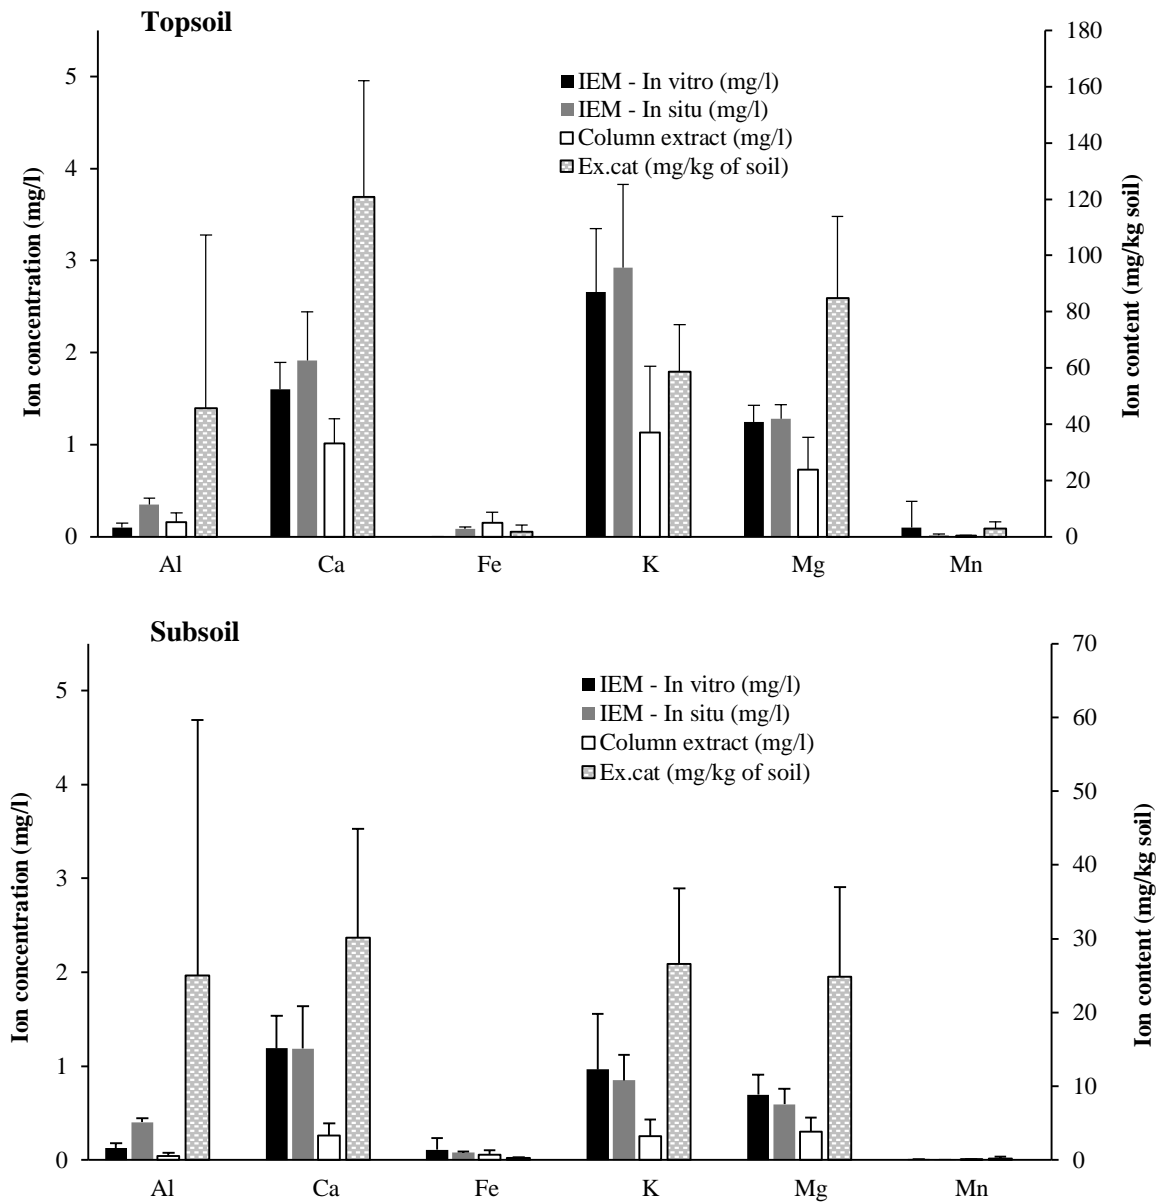 Topsoil
Ion concentration (mg/l)
5
4
3
2
1
0
IEM - In vitro (mg/l)
IEM - In situ (mg/l)
Column extract (mg/l)
Ex.cat (mg/kg of soil)
180
160
140
120
100
80
60
40
20
0
Ion content (mg/kg soil)
Al Ca Fe K Mg Mn
Subsoil
Ion concentration (mg/l)
5
4
3
2
1
0
IEM - In vitro (mg/l)
IEM - In situ (mg/l)
Column extract (mg/l)
Ex.cat (mg/kg of soil)
70
60
50
40
30
20
10
0
Ion content (mg/kg soil)
Al Ca Fe K Mg Mn